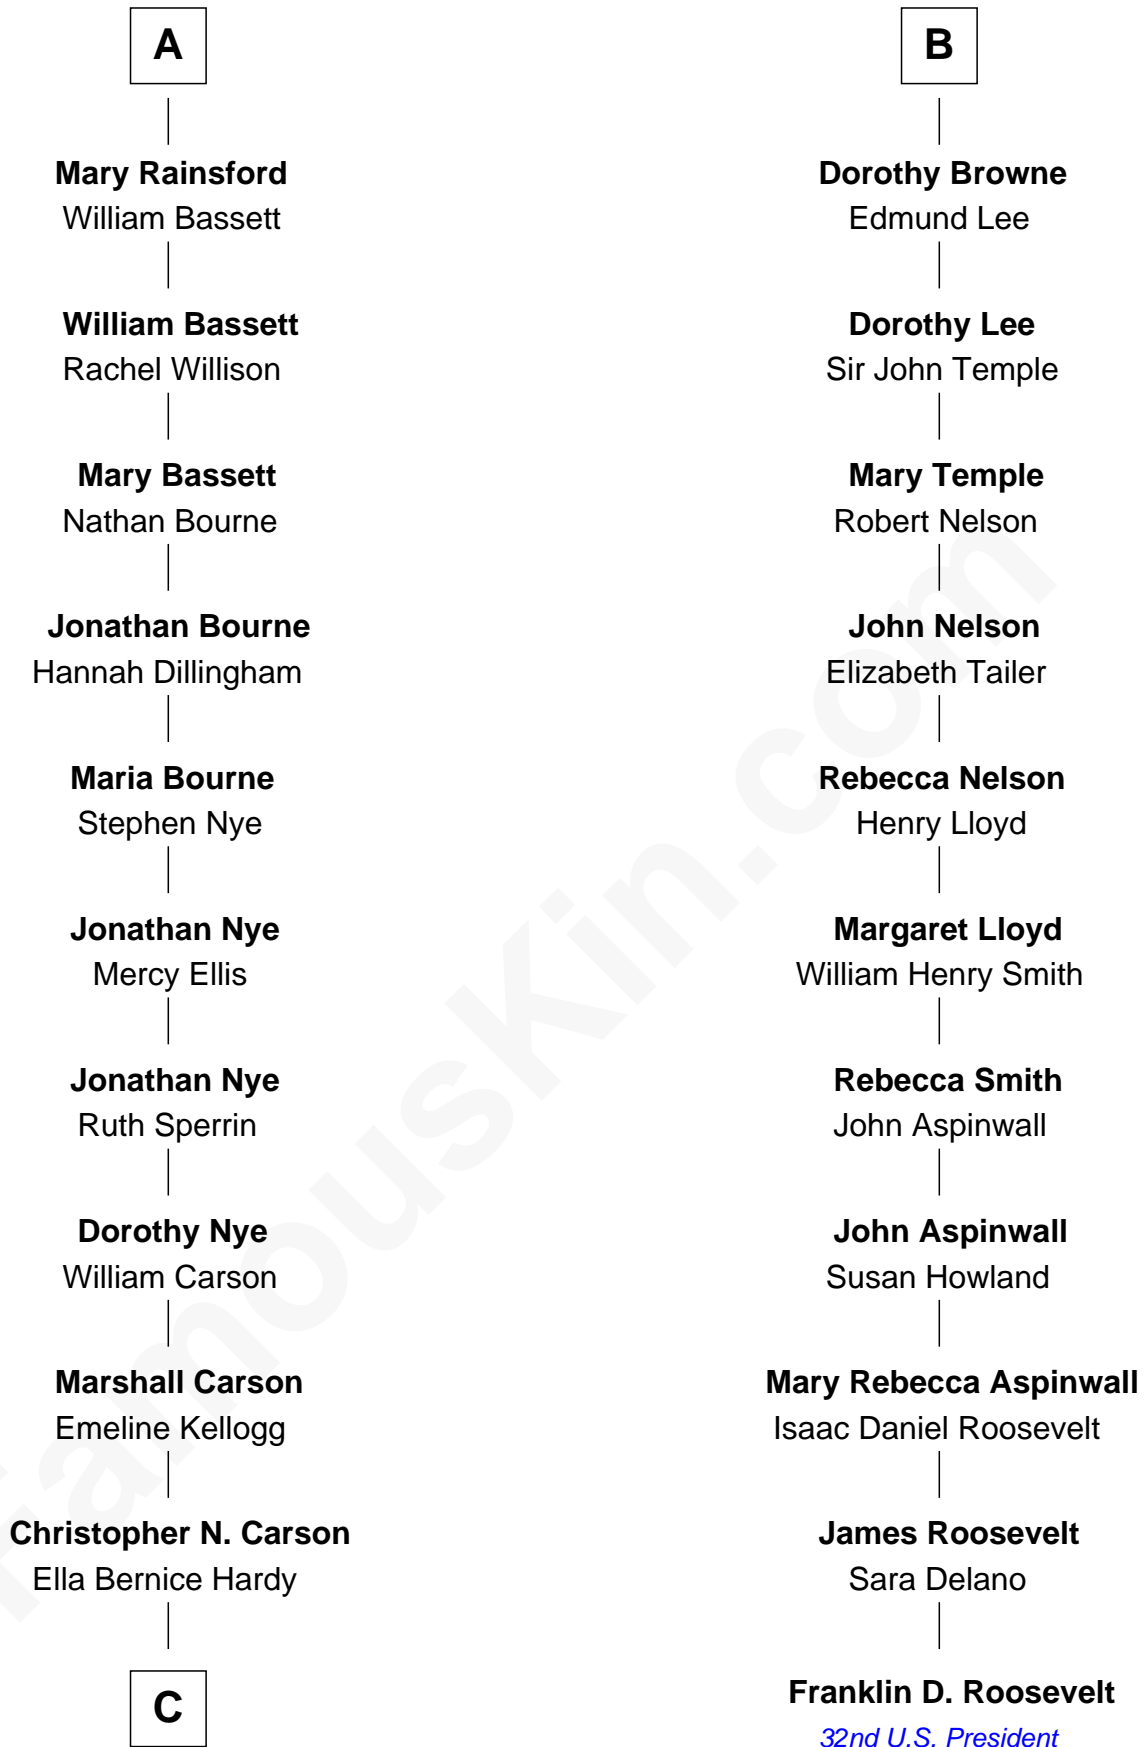 A
Mary Rainsford
William Bassett
William Bassett
Rachel Willison
Mary Bassett
Nathan Bourne
Jonathan Bourne
Hannah Dillingham
Maria Bourne
Stephen Nye
Jonathan Nye
Mercy Ellis
Jonathan Nye
Ruth Sperrin
Dorothy Nye
William Carson
Marshall Carson
Emeline Kellogg
Christopher N. Carson
Ella Bernice Hardy
C
B
Dorothy Browne
Edmund Lee
Dorothy Lee
Sir John Temple
Mary Temple
Robert Nelson
John Nelson
Elizabeth Tailer
Rebecca Nelson
Henry Lloyd
Margaret Lloyd
William Henry Smith
Rebecca Smith
John Aspinwall
John Aspinwall
Susan Howland
Mary Rebecca Aspinwall
Isaac Daniel Roosevelt
James Roosevelt
Sara Delano
Franklin D. Roosevelt
32nd U.S. President
FamousKin.com